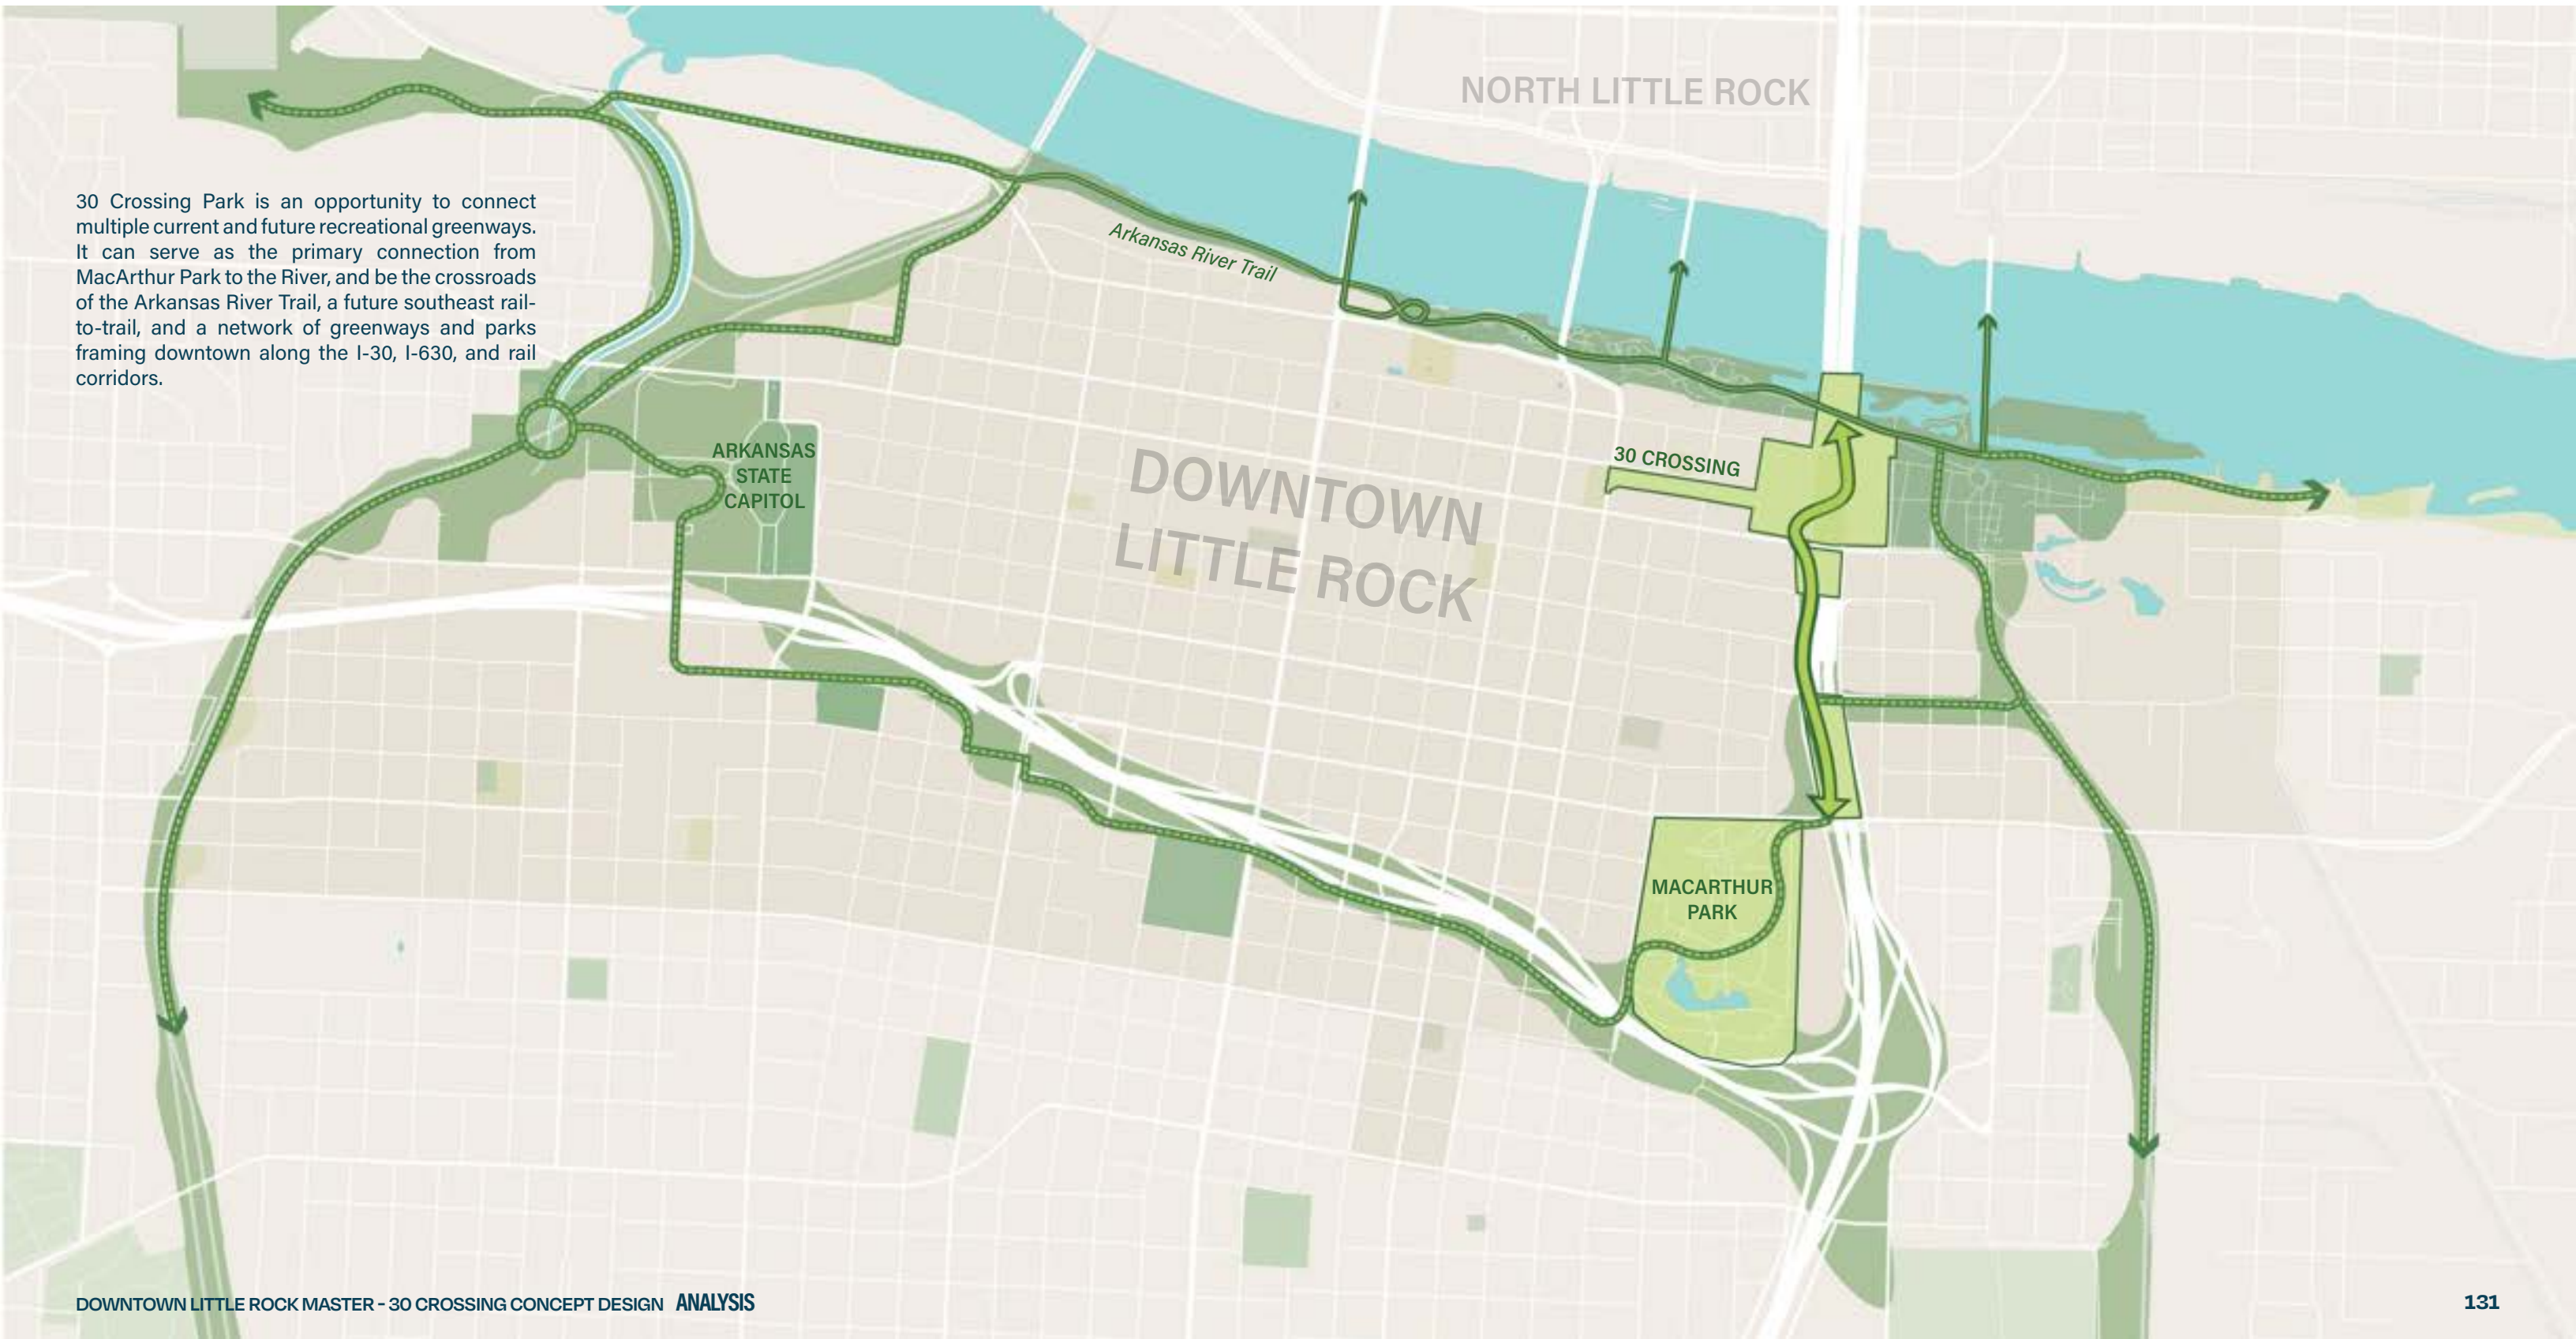 NORTH LITTLE ROCK
30 Crossing Park is an opportunity to connect
multiple current and future recreational greenways.
It can serve as the primary connection from
MacArthur Park to the River, and be the crossroads
of the Arkansas River Trail, a future southeast rail-
to-trail, and a network of greenways and parks
framing downtown along the I-30, I-630, and rail
corridors.
Arkansas River Trail
ARKANSAS
STATE
CAPITOL
DOWNTOWN
LITTLE ROCK
30 CROSSING
MACARTHUR
PARK
DOWNTOWN LITTLE ROCK MASTER - 30 CROSSING CONCEPT DESIGN ANALYSIS
131